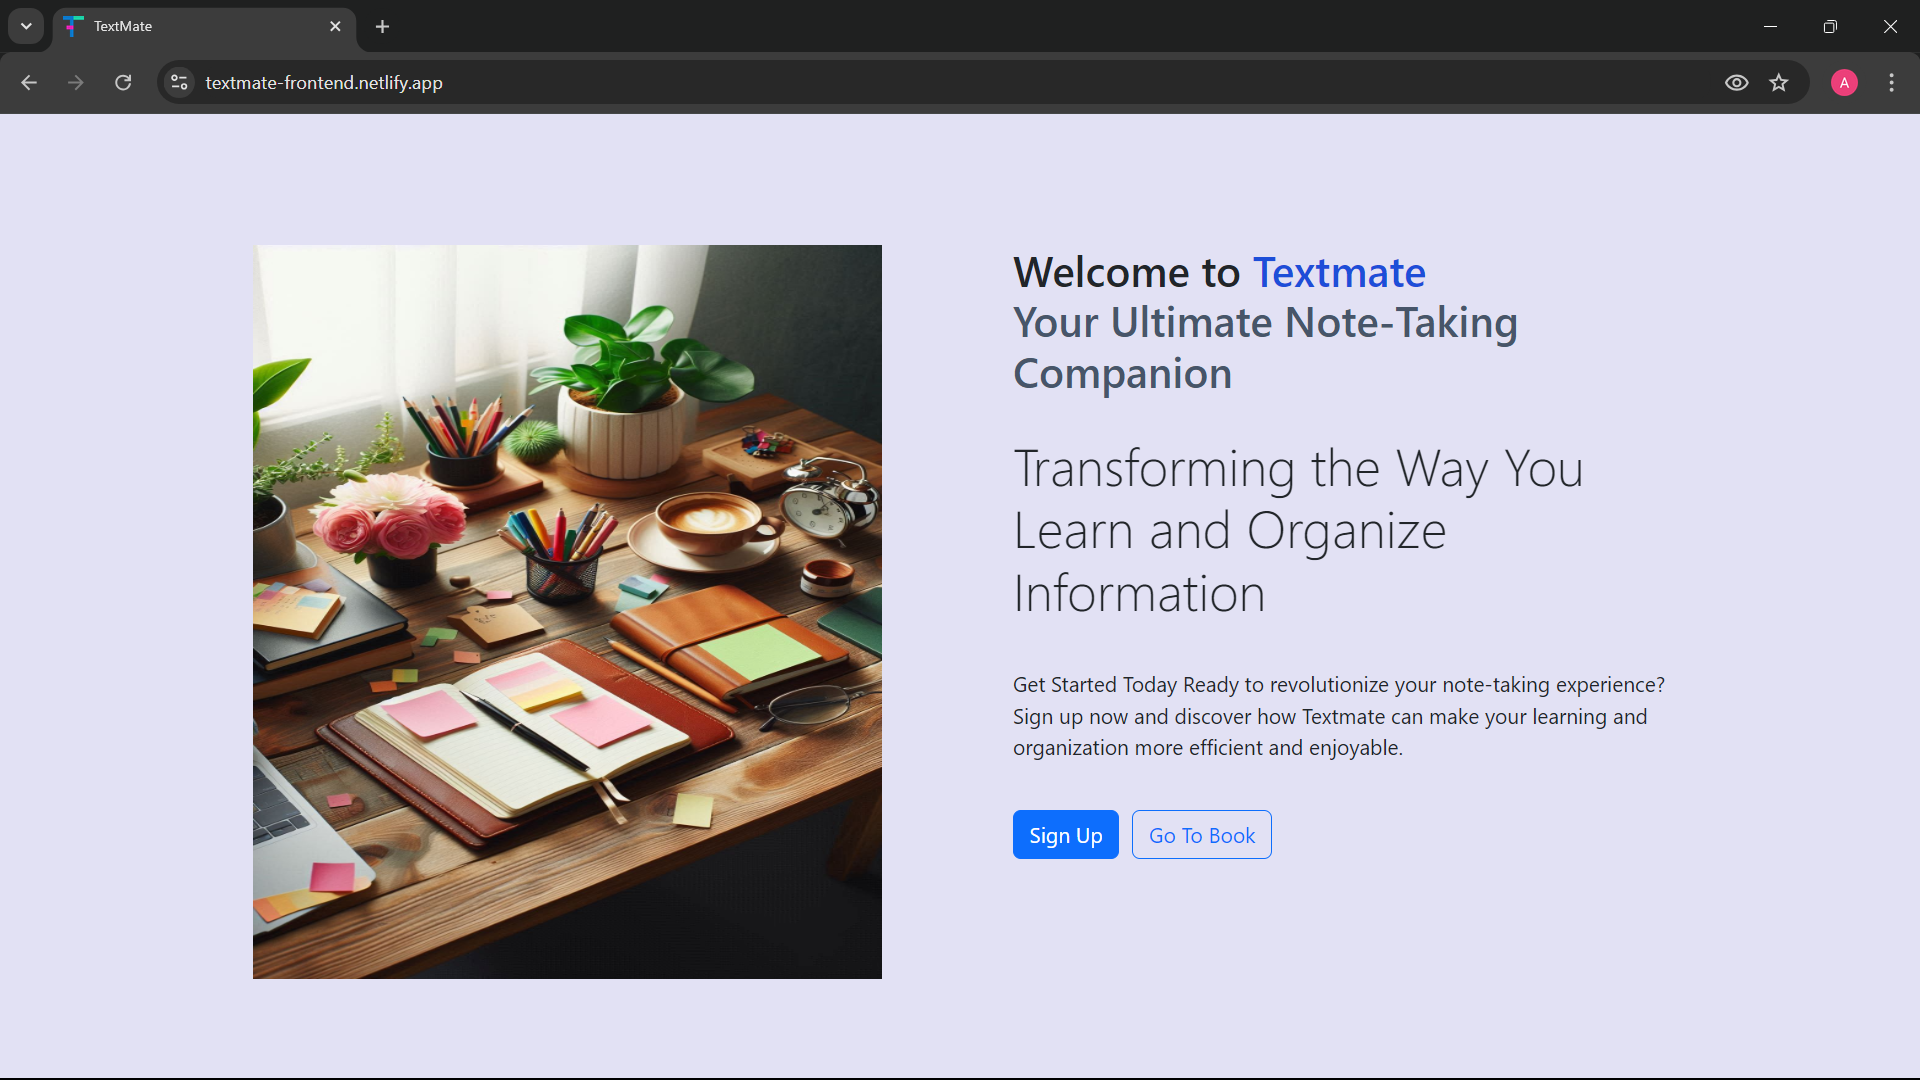 TextMate
textmate-frontend.netlify.app
A
Welcome to Textmate
Your Ultimate Note-Taking
Companion
Transforming the Way You
Learn and Organize
Information
Get Started Today Ready to revolutionize your note-taking experience?
Sign up now and discover how Textmate can make your learning and
organization more efficient and enjoyable.
Sign Up
Go To Book